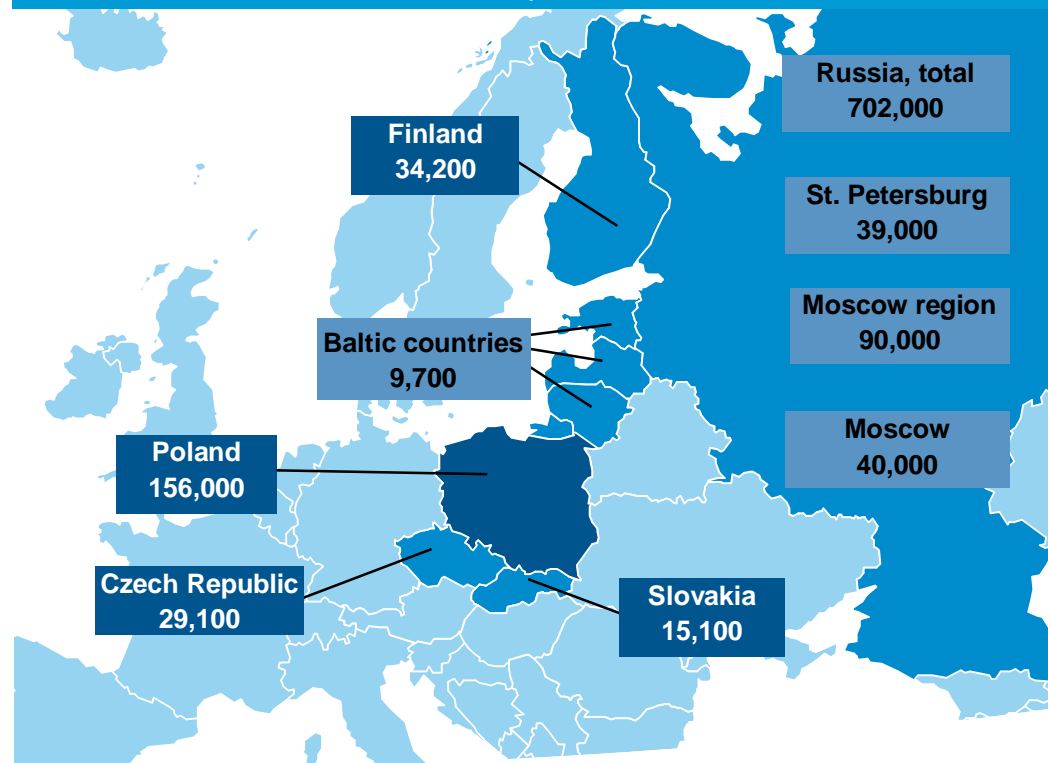 Russia, total
702,000
Finland
34,200
St. Petersburg
39,000
Moscow region
90,000
Baltic countries
9,700
Moscow
40,000
Poland
156,000
Czech Republic
29,100
Slovakia
15,100